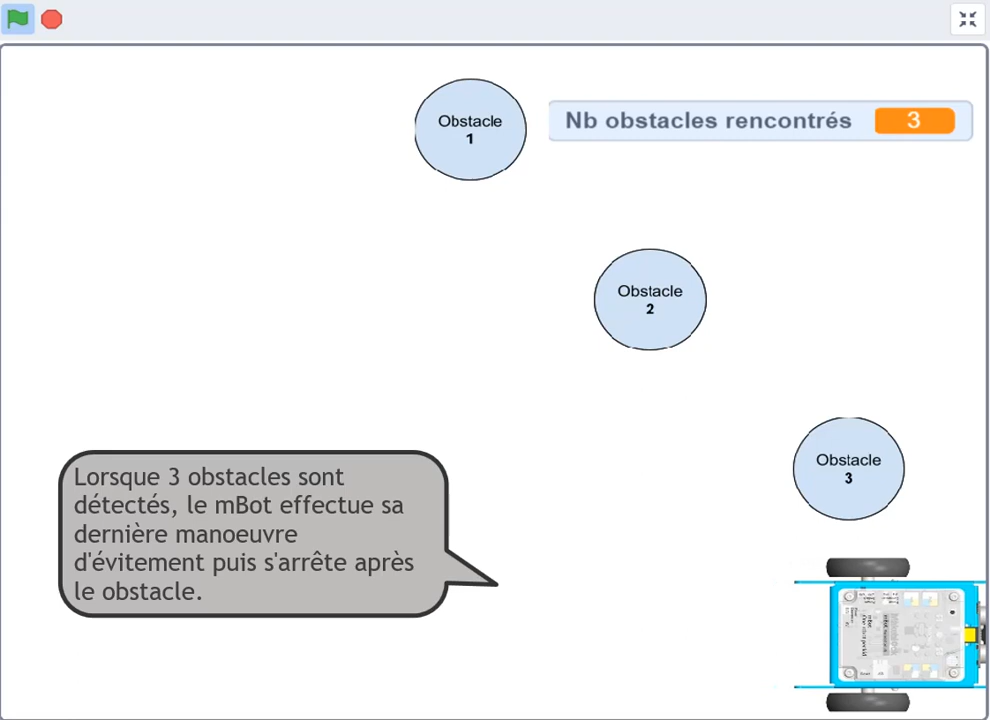 Obstacle
1
Nb obstacles rencontrés 3
Obstacle
2
Obstacle
3
Lorsque 3 obstacles sont
détectés, le mBot effectue sa
dernière manoeuvre
d'évitement puis s'arrête après
le obstacle.